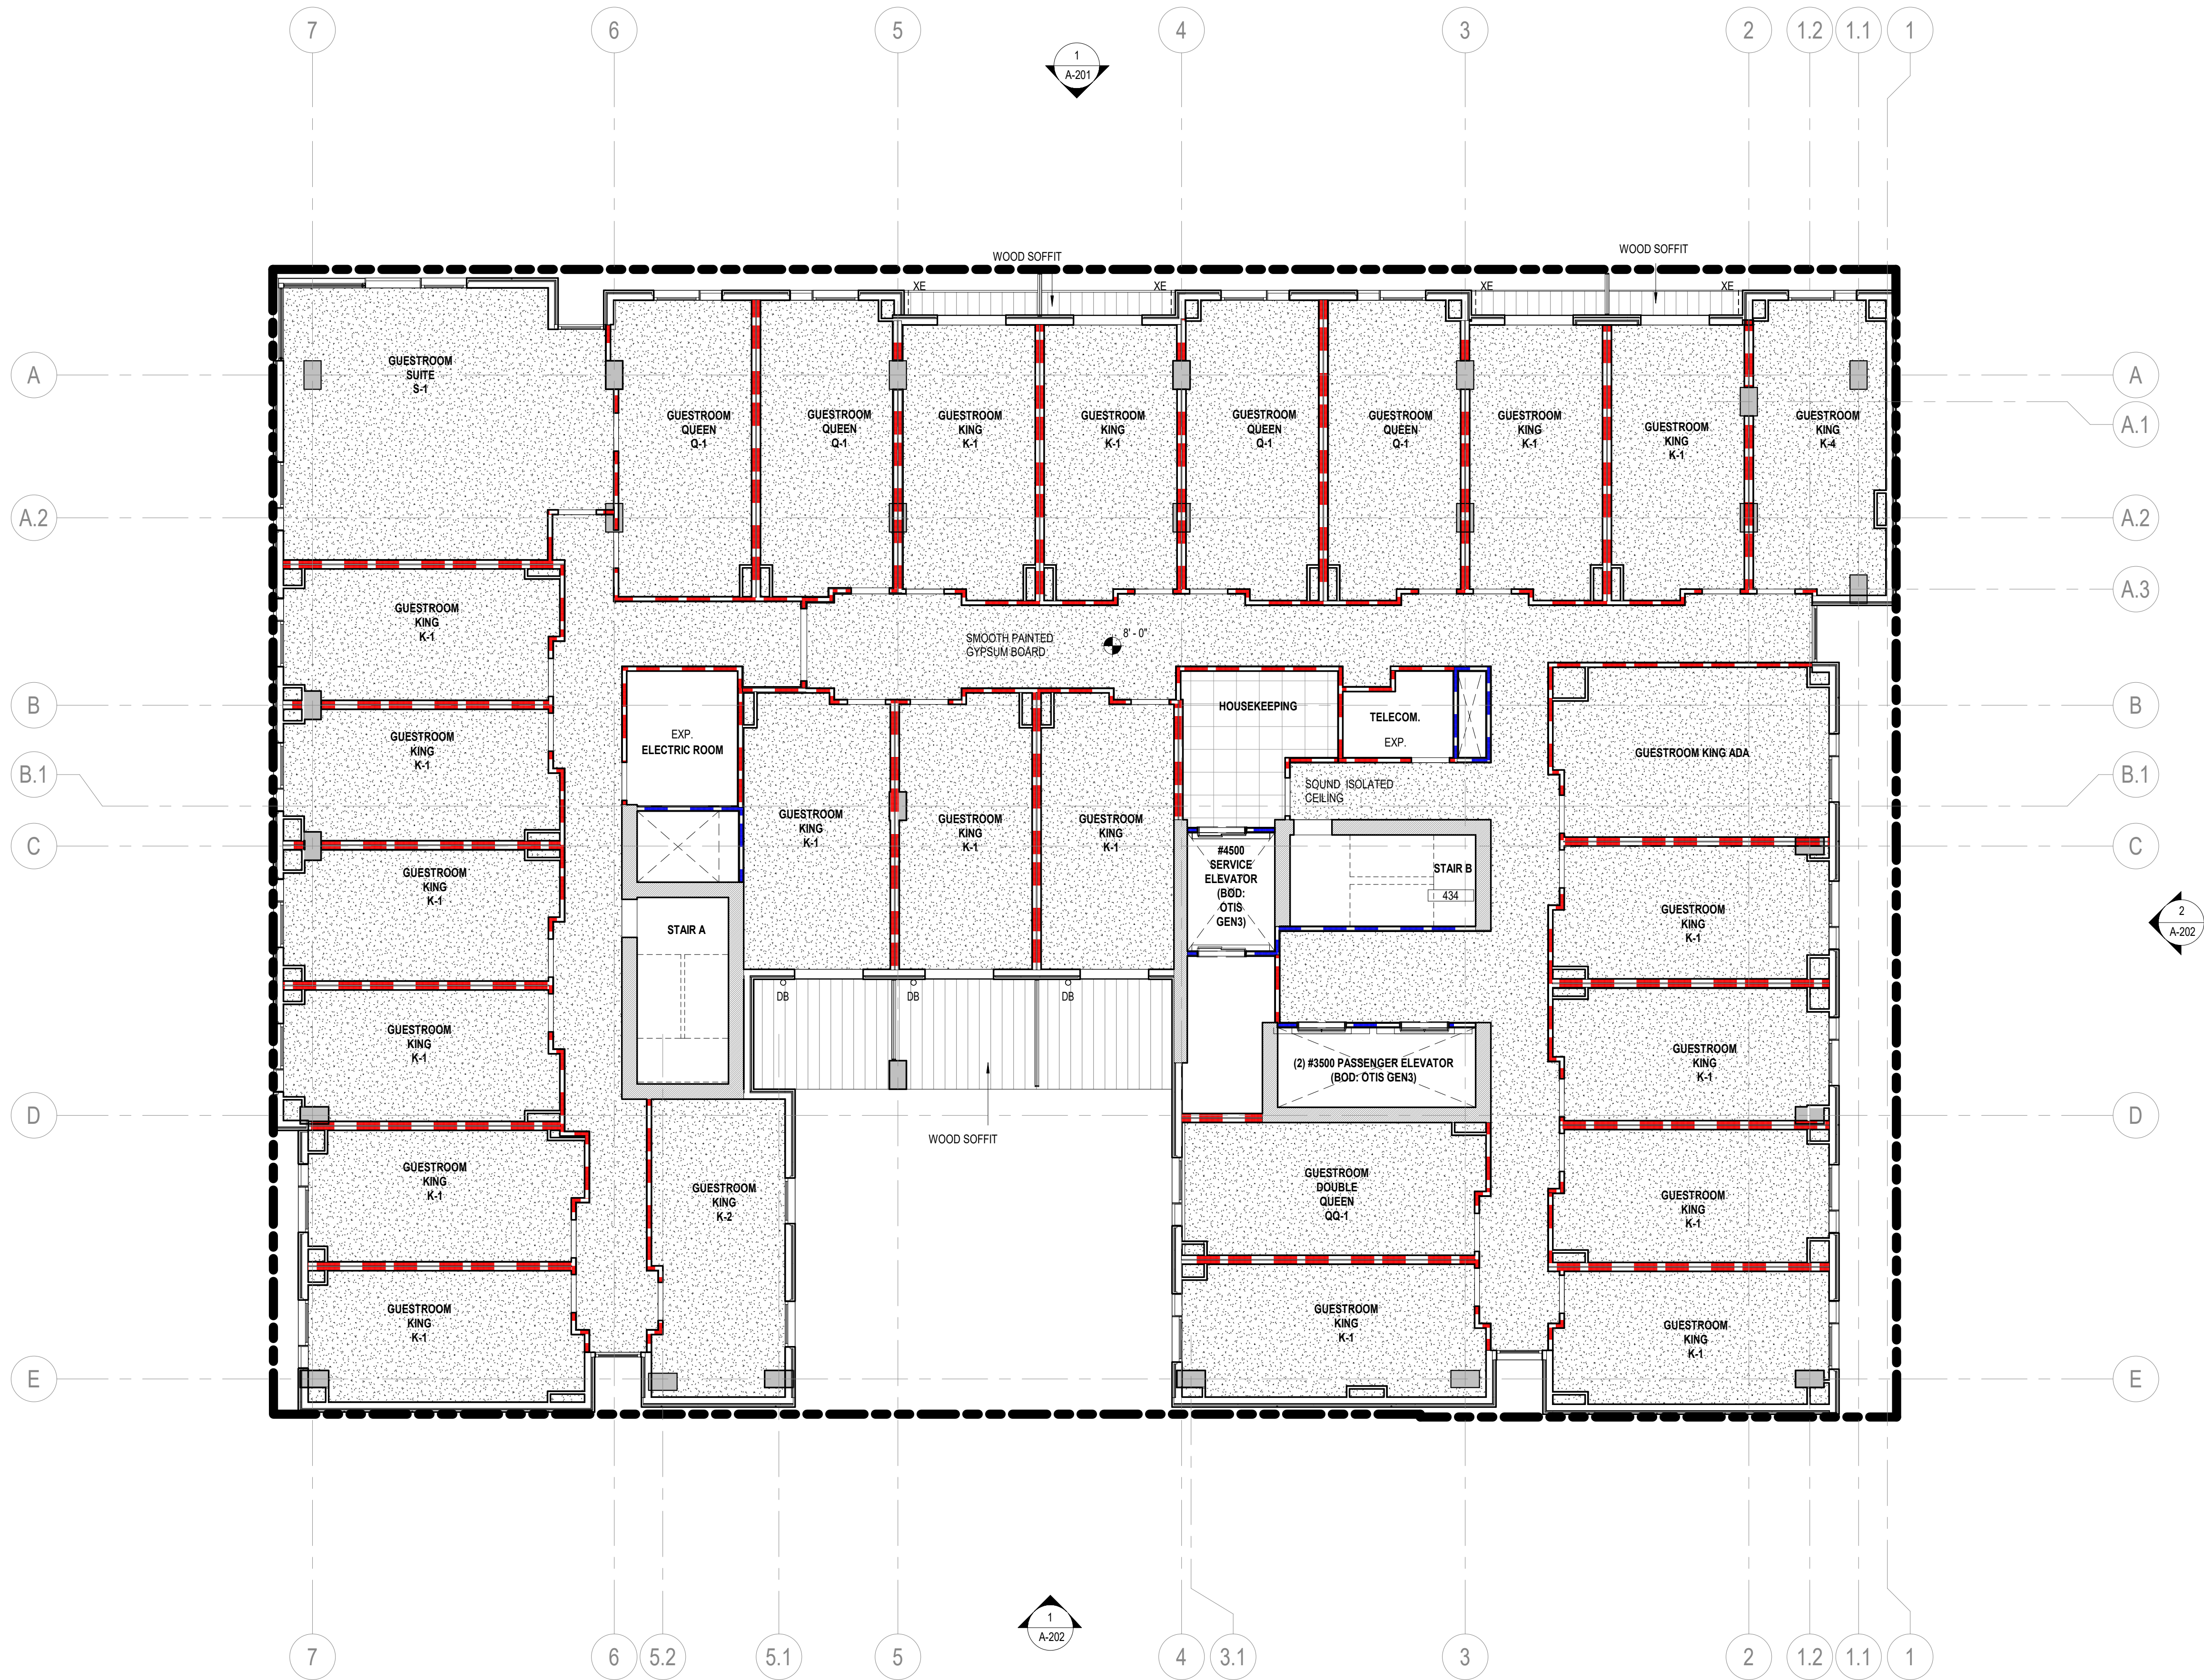 7
6
5
4
3
2
1.2
1.1
1
1
A-201
WOOD SOFFIT
WOOD SOFFIT
XE
XE
XE
XE
A
A
A.1
A.2
A.2
A.3
B
B
B.1
B.1
C
C
D
D
E
E
GUESTROOM
SUITE
S-1
GUESTROOM
QUEEN
Q-1
GUESTROOM
QUEEN
Q-1
GUESTROOM
KING
K-1
GUESTROOM
KING
K-1
GUESTROOM
QUEEN
Q-1
GUESTROOM
QUEEN
Q-1
GUESTROOM
KING
K-1
GUESTROOM
KING
K-1
GUESTROOM
KING
K-4
GUESTROOM
KING
K-1
SMOOTH PAINTED
GYPSUM BOARD
8' - 0"
GUESTROOM
KING
K-1
EXP.
ELECTRIC ROOM
HOUSEKEEPING
TELECOM.
EXP.
GUESTROOM KING ADA
SOUND ISOLATED
CEILING
GUESTROOM
KING
K-1
GUESTROOM
KING
K-1
GUESTROOM
KING
K-1
GUESTROOM
KING
K-1
#4500
SERVICE
ELEVATOR
(BOD:
OTIS
GEN3)
STAIR B
434
GUESTROOM
KING
K-1
2
A-202
STAIR A
DB
DB
DB
GUESTROOM
KING
K-1
GUESTROOM
KING
K-1
(2) #3500 PASSENGER ELEVATOR
(BOD: OTIS GEN3)
WOOD SOFFIT
GUESTROOM
KING
K-1
GUESTROOM
KING
K-2
GUESTROOM
DOUBLE
QUEEN
QQ-1
GUESTROOM
KING
K-1
GUESTROOM
KING
K-1
GUESTROOM
KING
K-1
GUESTROOM
KING
K-1
1
A-202
7
6
5.2
5.1
5
4
3.1
3
2
1.2
1.1
1